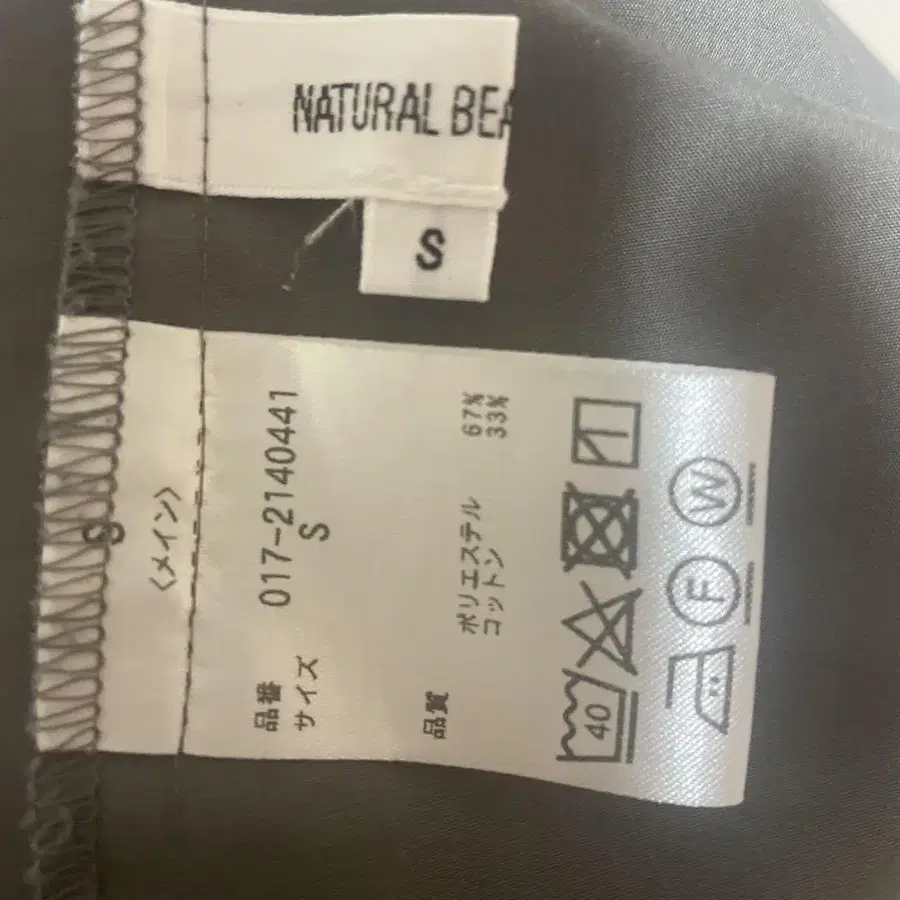 NATURAL BEA
S
S
〈メイン〉
品番 017-2140441
サイズ S
品質 ポリエステル 67%
コットン 33%
40
F W